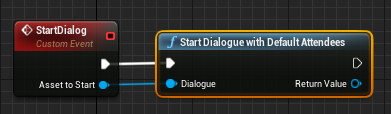 StartDialog
Custom Event
Asset to Start
f Start Dialogue with Default Attendees
Dialogue
Return Value